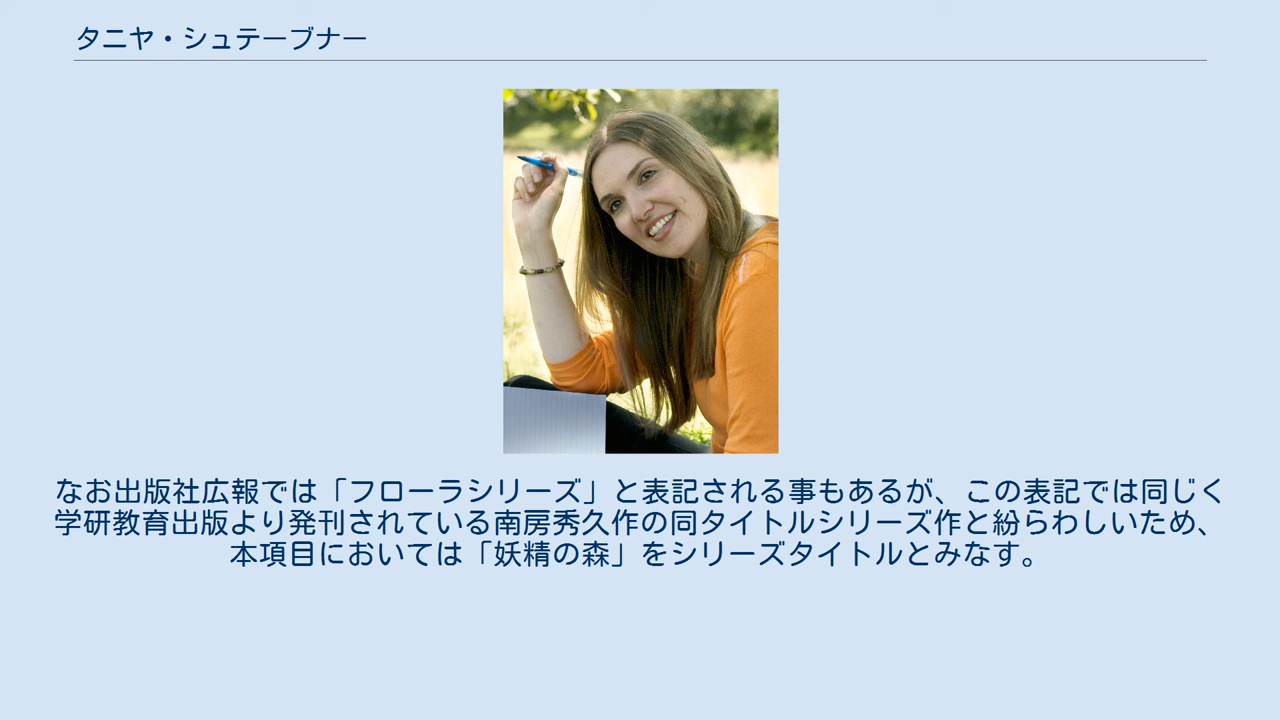 タニヤ・シュテーブナー
なお出版社広報では「フローラシリーズ」と表記される事もあるが、この表記では同じく
学研教育出版より発刊されている南房秀久作の同タイトルシリーズ作と紛らわしいため、
本項目においては「妖精の森」をシリーズタイトルとみなす。